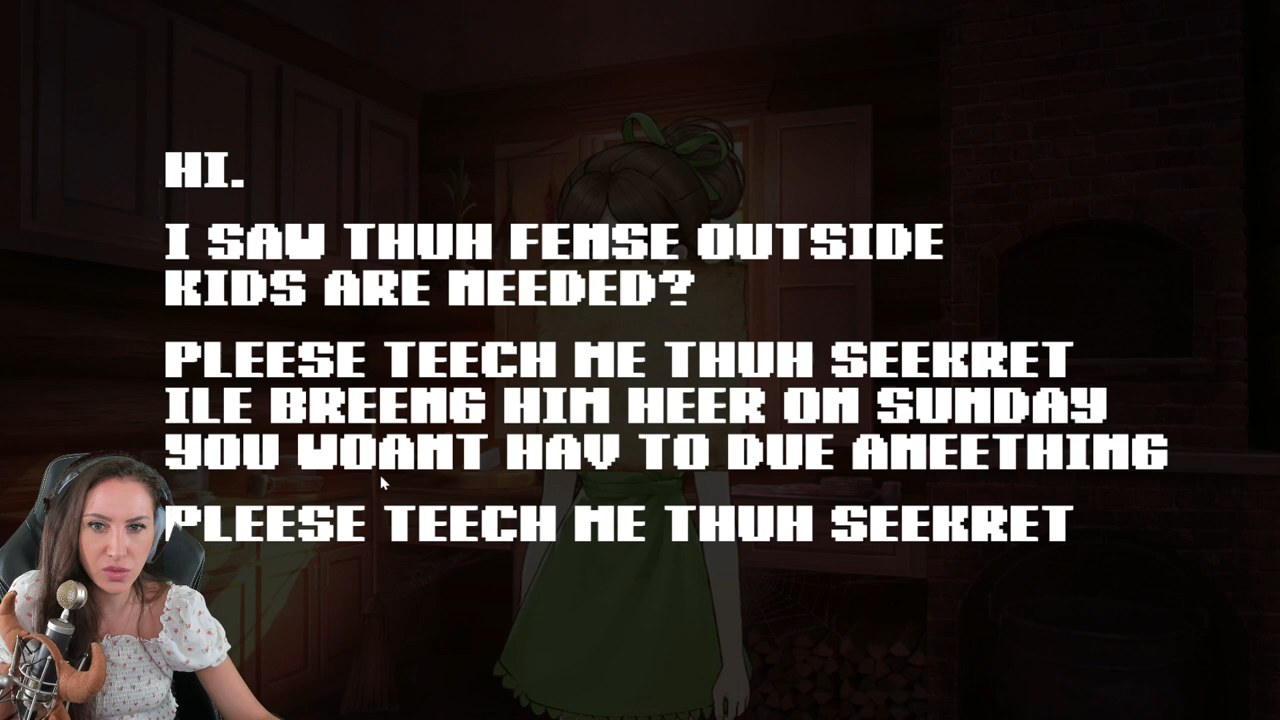 HI.
I SAW THUH FENSE OUTSIDE
KIDS ARE NEEDED?
PLEESE TEECH ME THUH SEEKRET
ILE BREENG HIM HEER ON SUNDAY
YOU WOANT HAV TO DUE ANEETHING
PLEESE TEECH ME THUH SEEKRET